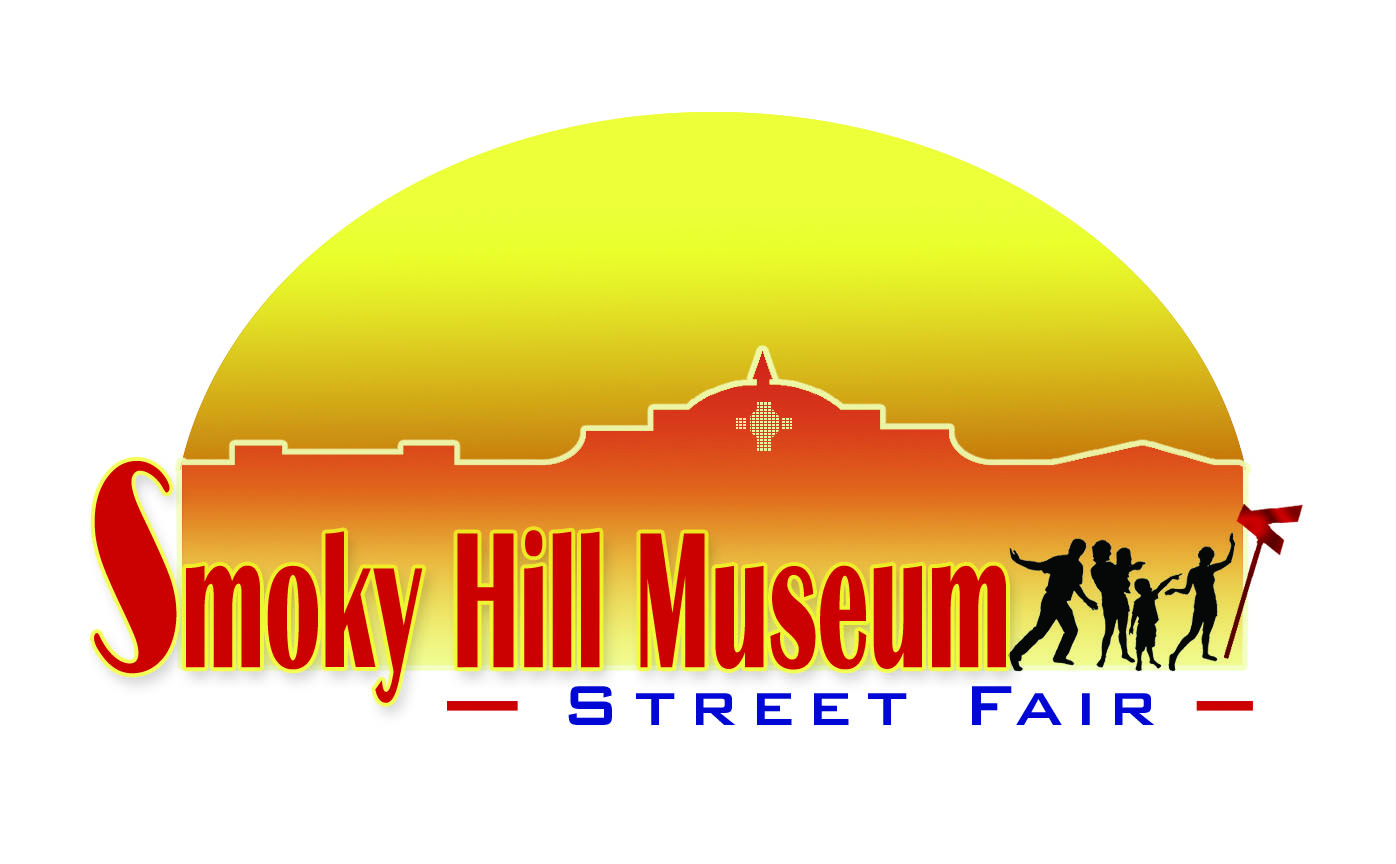 Smoky Hill Museum
— Street Fair —